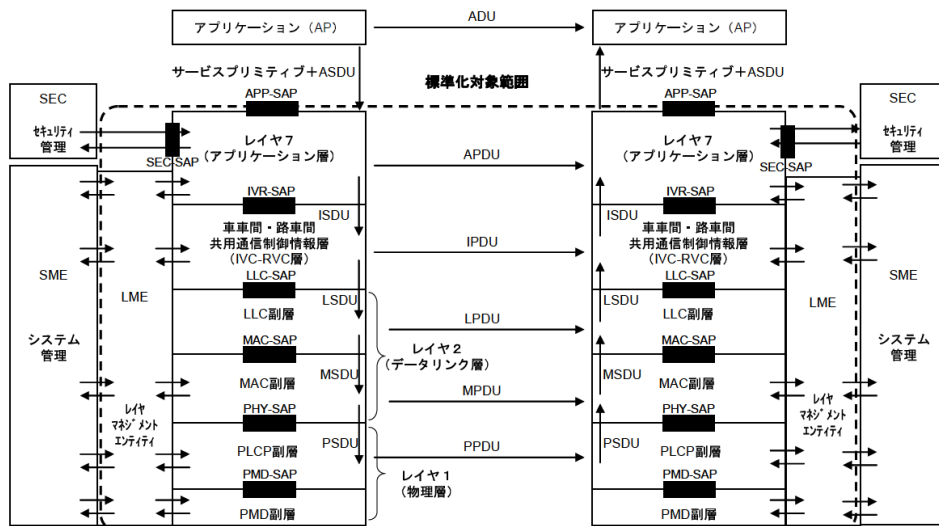 アプリケーション（AP）
ADU
アプリケーション（AP）
サービスプリミティブ＋ASDU
標準化対象範囲
サービスプリミティブ＋ASDU
SEC
セキュリティ
管理
APP-SAP
レイヤ７
（アプリケーション層）
SEC-SAP
APDU
APP-SAP
レイヤ７
（アプリケーション層）
SEC-SAP
SEC
セキュリティ
管理
SME
システム
管理
LME
レイヤ
マネジメント
エンティティ
IVR-SAP
ISDU
車車間・路車間
共用通信制御情報層
（IVC-RVC層）
LLC-SAP
LSDU
LLC副層
MAC-SAP
MSDU
MAC副層
PHY-SAP
PSDU
PLCP副層
PMD-SAP
PMD副層
IPDU
LPDU
レイヤ２
（データリンク層）
MPDU
PPDU
レイヤ１
（物理層）
IVR-SAP
ISDU
車車間・路車間
共用通信制御情報層
（IVC-RVC層）
LLC-SAP
LSDU
LLC副層
MAC-SAP
MSDU
MAC副層
PHY-SAP
PSDU
PLCP副層
PMD-SAP
PMD副層
LME
レイヤ
マネジメント
エンティティ
SME
システム
管理